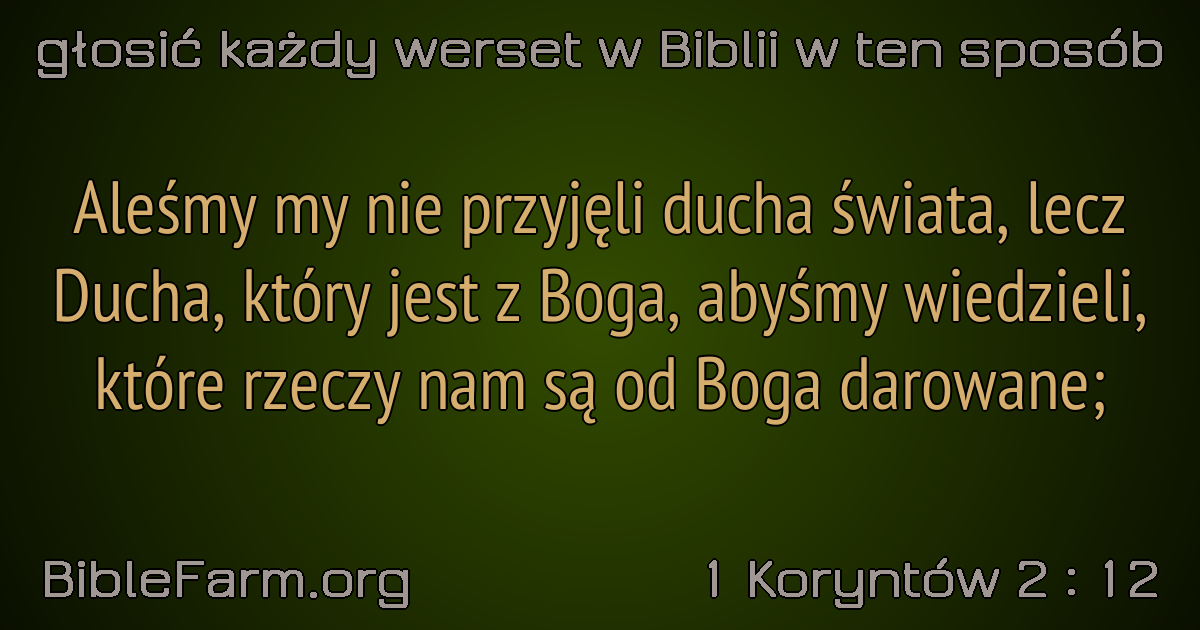 głosić każdy werset w Biblii w ten sposób
Aleśmy my nie przyjęli ducha świata, lecz
Ducha, który jest z Boga, abyśmy wiedzieli,
które rzeczy nam są od Boga darowane;
BibleFarm.org
1 Koryntów 2 : 12